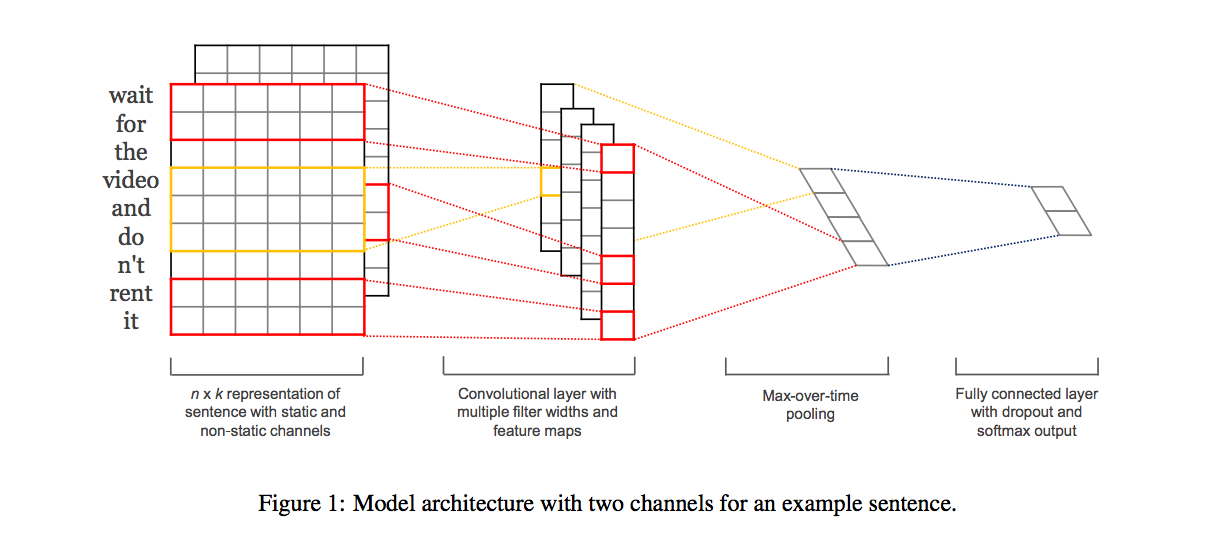 wait
for
the
video
and
do
n't
rent
it
n x k representation of
sentence with static and
non-static channels
Convolutional layer with
multiple filter widths and
feature maps
Max-over-time
pooling
Fully connected layer
with dropout and
softmax output
Figure 1: Model architecture with two channels for an example sentence.